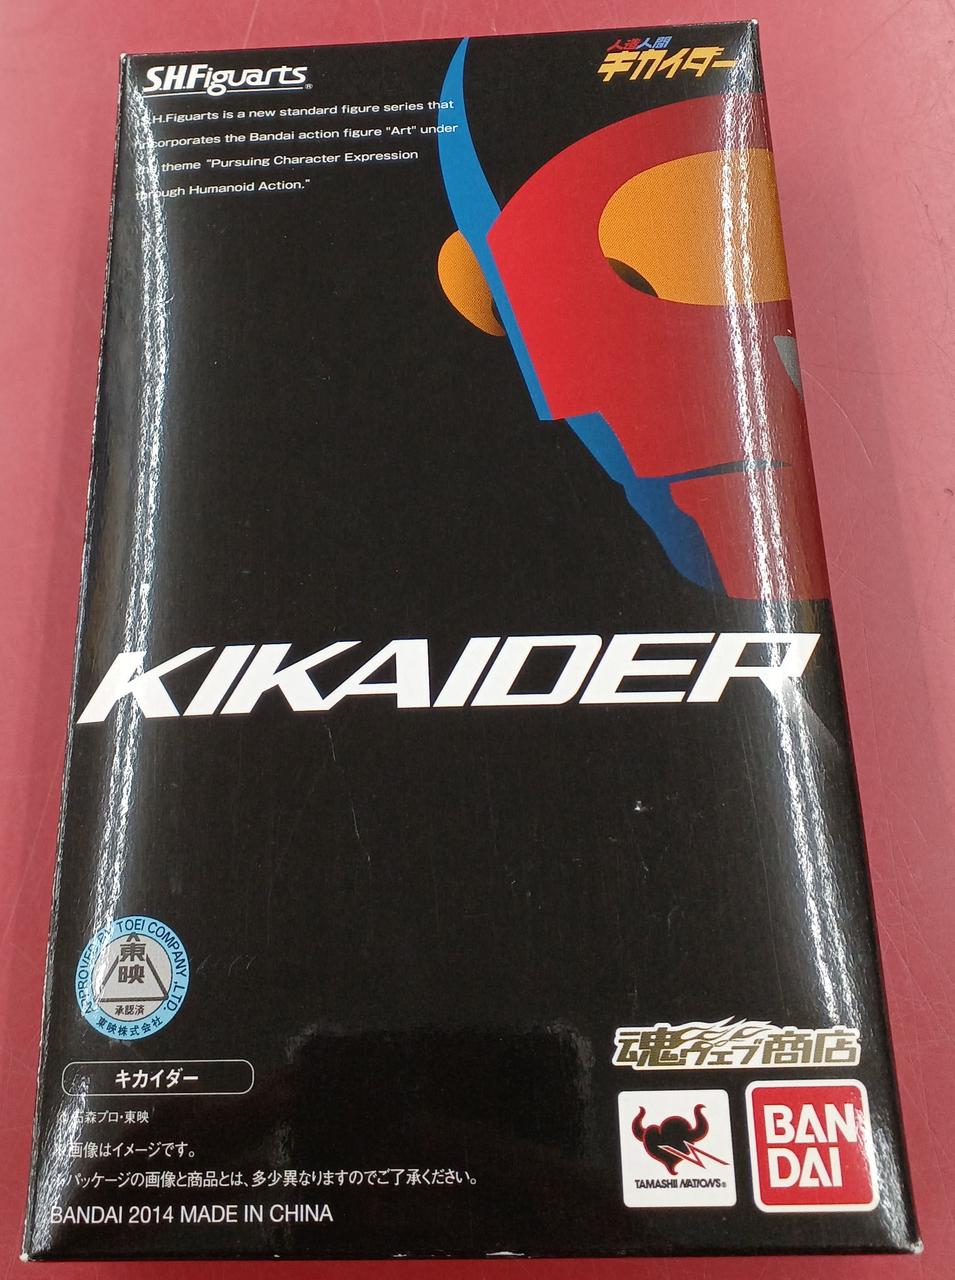 S.H.Figuarts®
人造人間
キカイダー
S.H.Figuarts is a new standard figure series that
incorporates the Bandai action figure "Art" under
the theme "Pursuing Character Expression
through Humanoid Action."
KIKAIDER
APPROVED BY TOEI COMPANY,LTD.
東映
承認済
東映株式会社
魂ウェブ商店
キカイダー
石森プロ・東映
※画像はイメージです。
※パッケージの画像と商品とは、多少異なりますのでご了承ください。
BANDAI 2014 MADE IN CHINA
TAMASHII NATIONS®
BAN
DAI